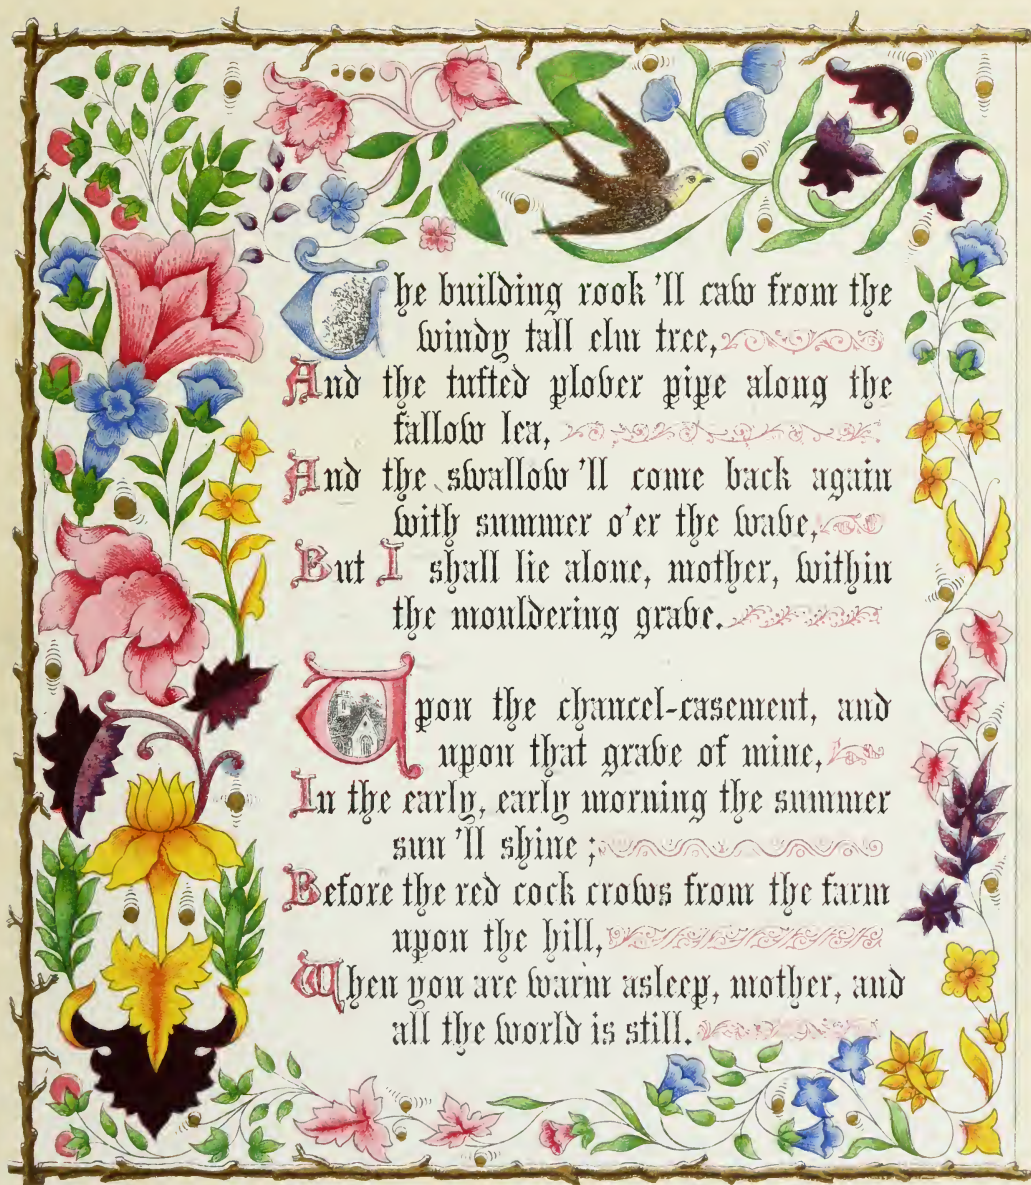 The building rook 'll caw from the
windy tall elm tree,
And the tufted plover pipe along the
fallow lea,
And the swallow 'll come back again
with summer o'er the wave,
But I shall lie alone, mother, within
the mouldering grave.
Upon the chancel-casement, and
upon that grave of mine,
In the early, early morning the summer
sun 'll shine;
Before the red cock crows from the farm
upon the hill,
When you are warm asleep, mother, and
all the world is still.